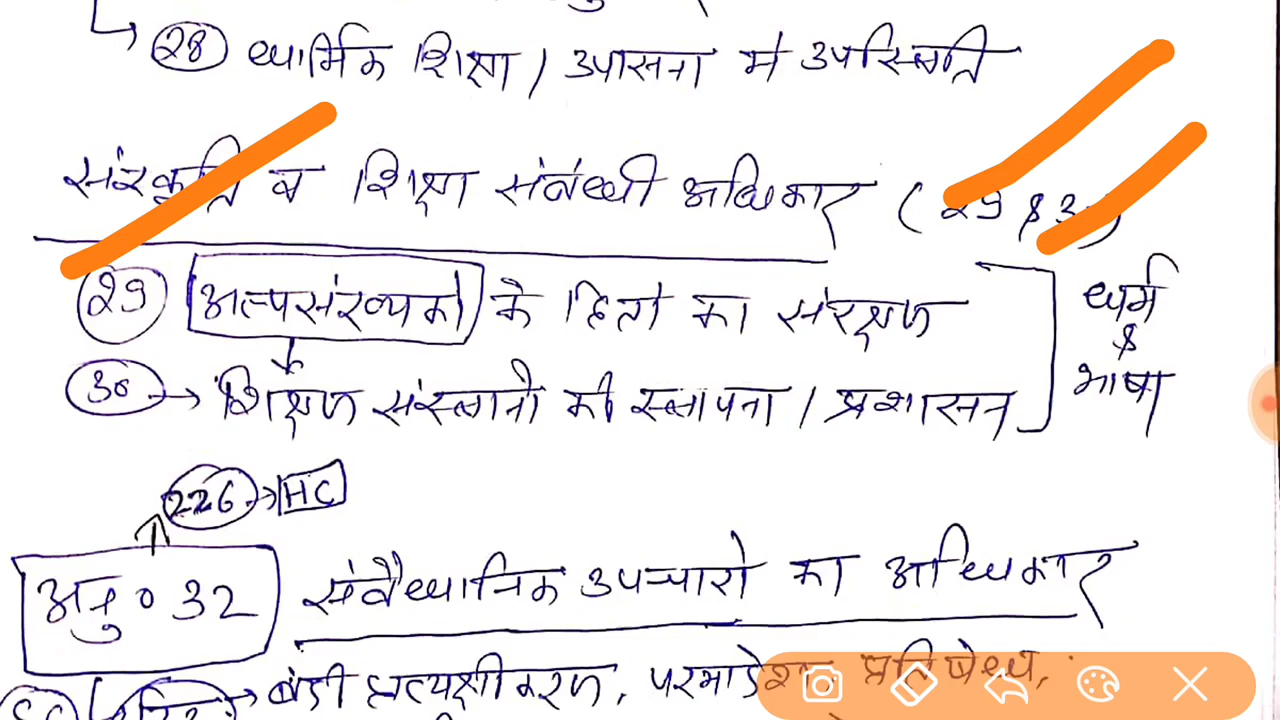 28 धार्मिक शिक्षा / उपासना में उपस्थिति
संस्कृति व शिक्षा संबंधी अधिकार ( 29 & 30 )
29 अल्पसंख्यको के हितो का संरक्षण
धर्म & भाषा
30 → शिक्षण संस्थानो की स्थापना / प्रशासन
226 → HC
अनु० 32 संवैधानिक उपचारो का अधिकार
बंदी प्रत्यक्षीकरण, परमादेश, प्रतिषेध,